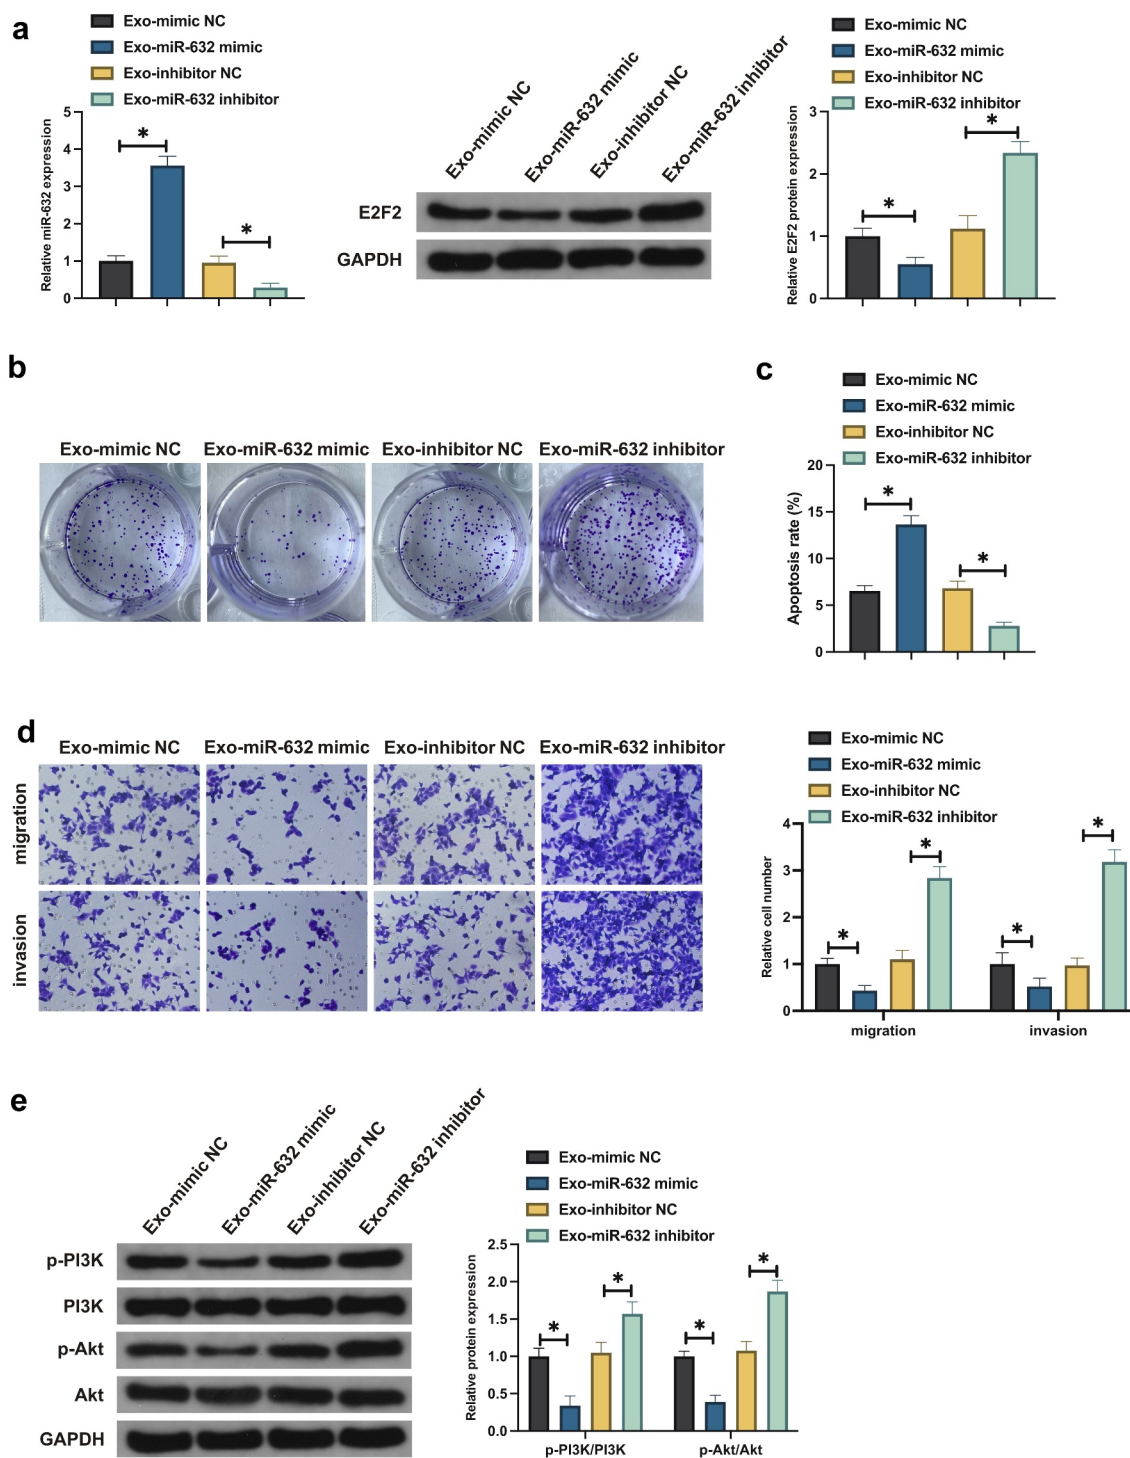 a
Exo-mimic NC
Exo-miR-632 mimic
Exo-inhibitor NC
Exo-miR-632 inhibitor
Relative miR-632 expression
5
4
3
2
1
0
*
*
Exo-mimic NC
Exo-miR-632 mimic
Exo-inhibitor NC
Exo-miR-632 inhibitor
E2F2
GAPDH
Exo-mimic NC
Exo-miR-632 mimic
Exo-inhibitor NC
Exo-miR-632 inhibitor
Relative E2F2 protein expression
3
2
1
0
*
*
b
Exo-mimic NC Exo-miR-632 mimic Exo-inhibitor NC Exo-miR-632 inhibitor
c
Exo-mimic NC
Exo-miR-632 mimic
Exo-inhibitor NC
Exo-miR-632 inhibitor
Apoptosis rate (%)
20
15
10
5
0
*
*
d
Exo-mimic NC Exo-miR-632 mimic Exo-inhibitor NC Exo-miR-632 inhibitor
migration
invasion
Exo-mimic NC
Exo-miR-632 mimic
Exo-inhibitor NC
Exo-miR-632 inhibitor
Relative cell number
4
3
2
1
0
*
*
*
*
migration invasion
e
Exo-mimic NC
Exo-miR-632 mimic
Exo-inhibitor NC
Exo-miR-632 inhibitor
p-PI3K
PI3K
p-Akt
Akt
GAPDH
Exo-mimic NC
Exo-miR-632 mimic
Exo-inhibitor NC
Exo-miR-632 inhibitor
Relative protein expression
2.5
2.0
1.5
1.0
0.5
0.0
*
*
*
*
p-PI3K/PI3K p-Akt/Akt